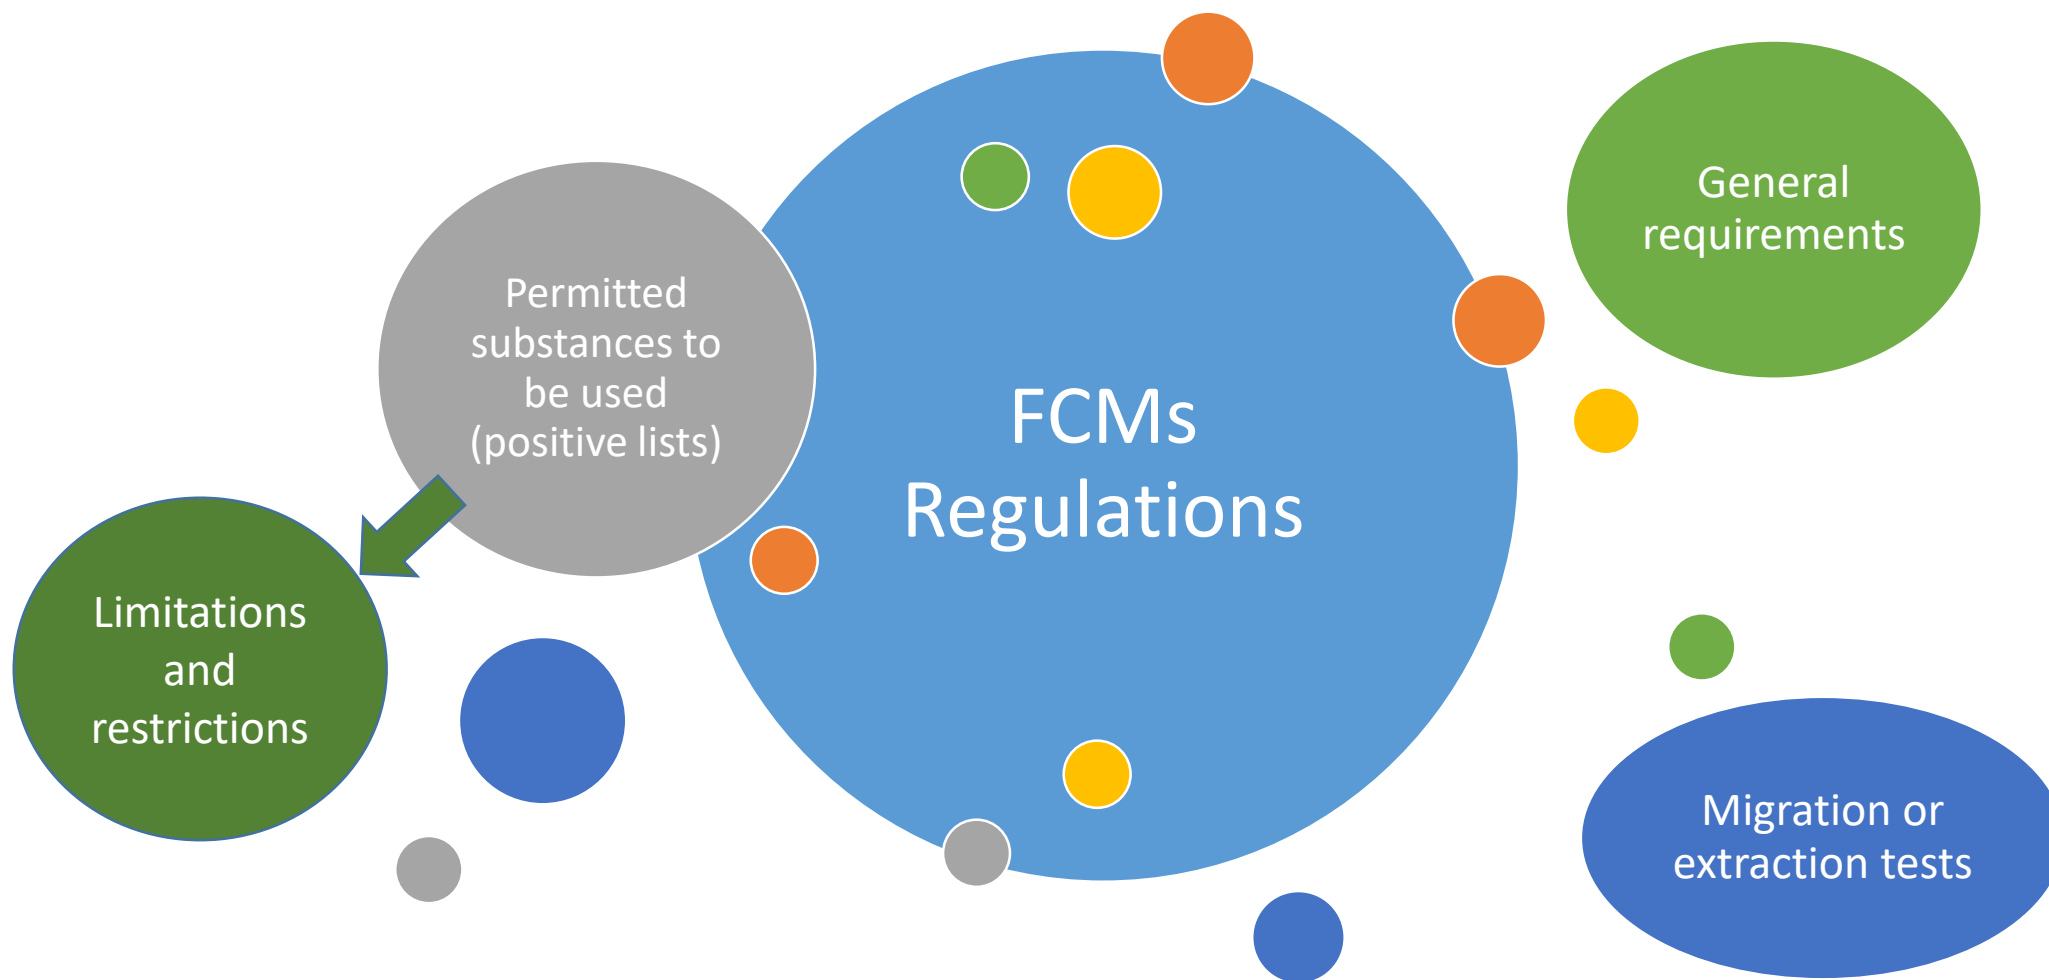 General
requirements
Permitted
substances to
be used
(positive lists)
FCMs
Regulations
Limitations
and
restrictions
Migration or
extraction tests